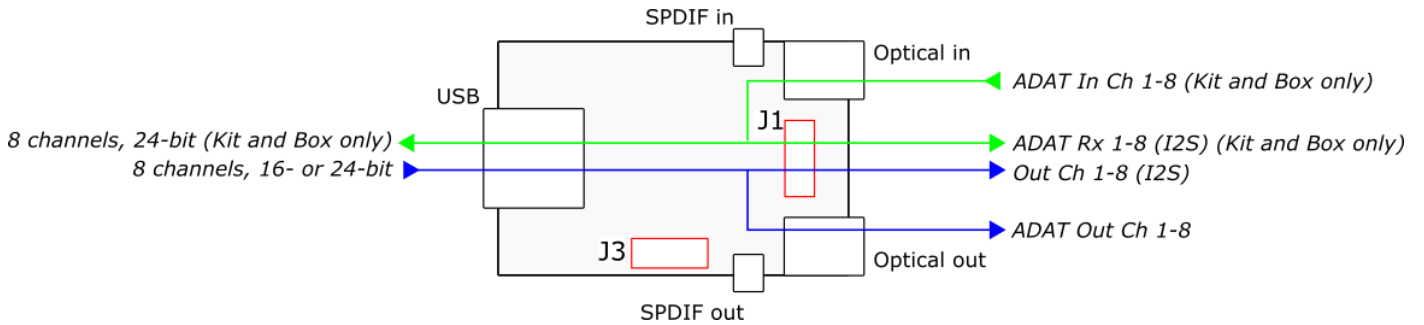 SPDIF in
Optical in
USB
ADAT In Ch 1-8 (Kit and Box only)
J1
8 channels, 24-bit (Kit and Box only)
ADAT Rx 1-8 (I2S) (Kit and Box only)
8 channels, 16- or 24-bit
Out Ch 1-8 (I2S)
ADAT Out Ch 1-8
J3
Optical out
SPDIF out